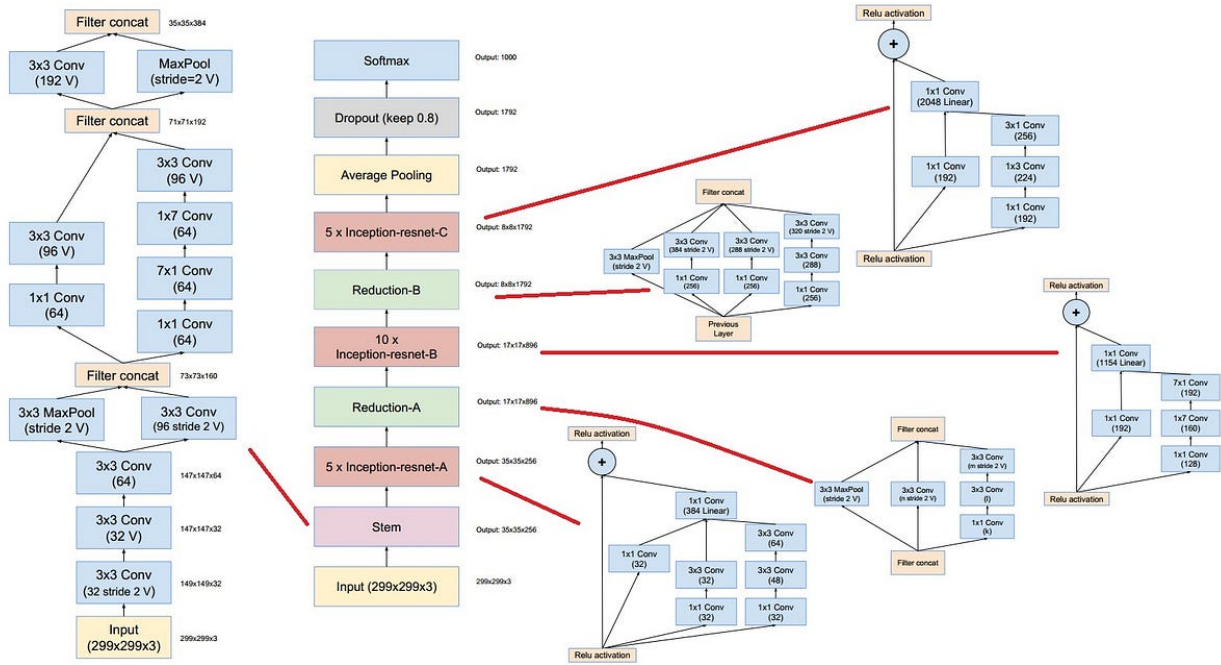 Filter concat
35x35x384
3x3 Conv
(192 V)
MaxPool
(stride=2 V)
Filter concat
71x71x192
3x3 Conv
(96 V)
1x7 Conv
(64)
3x3 Conv
(96 V)
7x1 Conv
(64)
1x1 Conv
(64)
1x1 Conv
(64)
Filter concat
73x73x160
3x3 MaxPool
(stride 2 V)
3x3 Conv
(96 stride 2 V)
3x3 Conv
(64)
147x147x64
3x3 Conv
(32 V)
147x147x32
3x3 Conv
(32 stride 2 V)
149x149x32
Input
(299x299x3)
299x299x3
Softmax
Output: 1000
Dropout (keep 0.8)
Output: 1792
Average Pooling
Output: 1792
5 x Inception-resnet-C
Output: 8x8x1792
Reduction-B
Output: 8x8x1792
10 x
Inception-resnet-B
Output: 17x17x896
Reduction-A
Output: 17x17x896
5 x Inception-resnet-A
Output: 35x35x256
Stem
Output: 35x35x256
Input (299x299x3)
299x299x3
Relu activation
+
1x1 Conv
(2048 Linear)
3x1 Conv
(256)
1x1 Conv
(192)
1x3 Conv
(224)
1x1 Conv
(192)
Relu activation
Filter concat
3x3 Conv
(320 stride 2 V)
3x3 MaxPool
(stride 2 V)
3x3 Conv
(384 stride 2 V)
3x3 Conv
(288 stride 2 V)
3x3 Conv
(288)
1x1 Conv
(256)
1x1 Conv
(256)
1x1 Conv
(256)
Previous
Layer
Relu activation
+
1x1 Conv
(1154 Linear)
7x1 Conv
(192)
1x1 Conv
(192)
1x7 Conv
(160)
1x1 Conv
(128)
Relu activation
Relu activation
+
1x1 Conv
(384 Linear)
3x3 Conv
(64)
1x1 Conv
(32)
3x3 Conv
(32)
3x3 Conv
(48)
1x1 Conv
(32)
1x1 Conv
(32)
Relu activation
Filter concat
3x3 Conv
(m stride 2 V)
3x3 MaxPool
(stride 2 V)
3x3 Conv
(n stride 2 V)
3x3 Conv
(l)
1x1 Conv
(k)
Filter concat